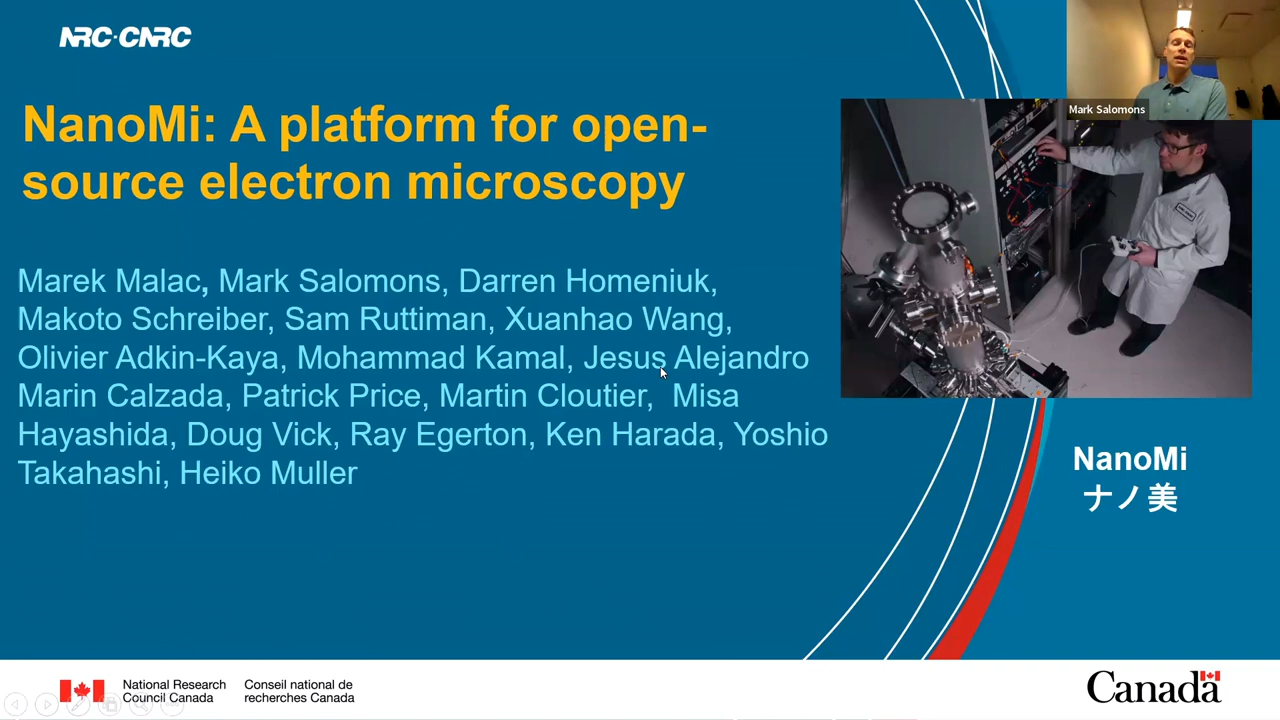 NRC·CNRC
NanoMi: A platform for open-
source electron microscopy
Marek Malac, Mark Salomons, Darren Homeniuk,
Makoto Schreiber, Sam Ruttiman, Xuanhao Wang,
Olivier Adkin-Kaya, Mohammad Kamal, Jesus Alejandro
Marin Calzada, Patrick Price, Martin Cloutier, Misa
Hayashida, Doug Vick, Ray Egerton, Ken Harada, Yoshio
Takahashi, Heiko Muller
Mark Salomons
NanoMi
ナノ美
National Research
Council Canada
Conseil national de
recherches Canada
Canada